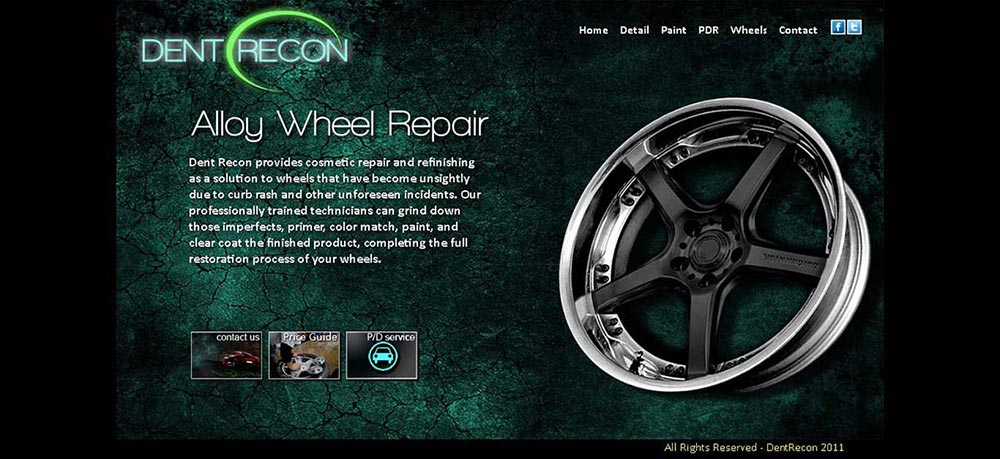 DENT RECON
Home Detail Paint PDR Wheels Contact
Alloy Wheel Repair
Dent Recon provides cosmetic repair and refinishing
as a solution to wheels that have become unsightly
due to curb rash and other unforeseen incidents. Our
professionally trained technicians can grind down
those imperfects, primer, color match, paint, and
clear coat the finished product, completing the full
restoration process of your wheels.
contact us
Price Guide
P/D service
All Rights Reserved - DentRecon 2011